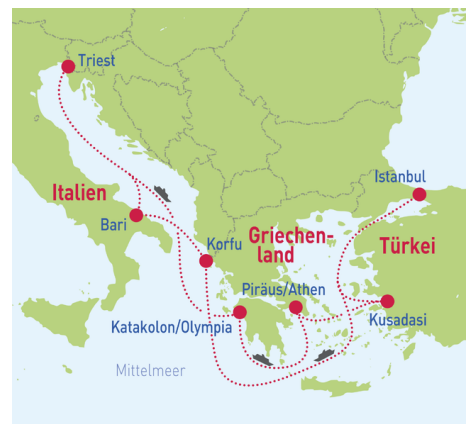 Triest
Istanbul
Italien
Bari
Griechen-
land
Korfu
Türkei
Piräus/Athen
Katakolon/Olympia
Kusadasi
Mittelmeer